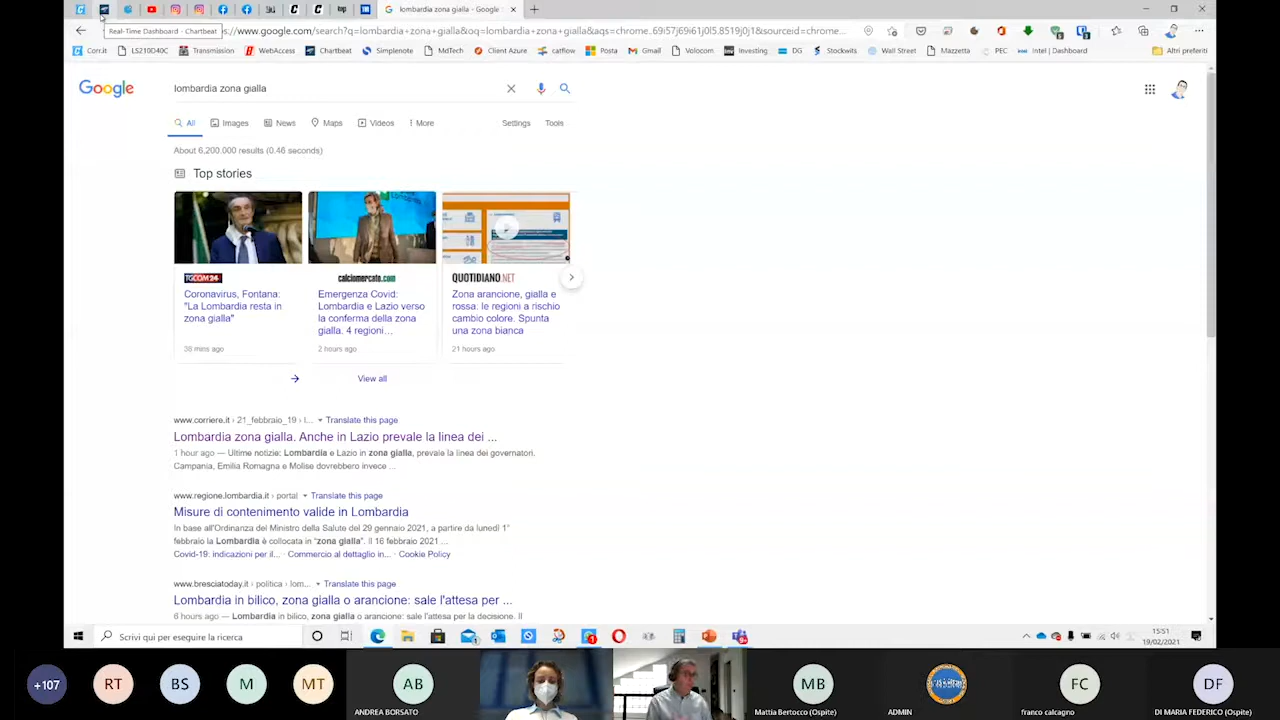 lombardia zona gialla - Google
Real-Time Dashboard - Chartbeat
s://www.google.com/search?q=lombardia+zona+gialla&oq=lombardia+zona+gialla&aqs=chrome.69i57j69i61j0l5.8519j0j1&sourceid=chrome...
Corr.it LS210D40C Transmission WebAccess Chartbeat Simplenote MdTech Client Azure catflow Posta Gmail Volocom Investing DG Stockwits Wall Street Mazzetta PEC Intel | Dashboard Altri preferiti
Google
lombardia zona gialla
All Images News Maps Videos More Settings Tools
About 6,200,000 results (0.46 seconds)
Top stories
TGCOM24
Coronavirus, Fontana:
"La Lombardia resta in
zona gialla"
38 mins ago
calciomercato.com
Emergenza Covid:
Lombardia e Lazio verso
la conferma della zona
gialla. 4 regioni…
2 hours ago
QUOTIDIANO.NET
Zona arancione, gialla e
rossa: le regioni a rischio
cambio colore. Spunta
una zona bianca
21 hours ago
View all
www.corriere.it › 21_febbraio_19 › l... Translate this page
Lombardia zona gialla. Anche in Lazio prevale la linea dei ...
1 hour ago — Ultime notizie: Lombardia e Lazio in zona gialla, prevale la linea dei governatori.
Campania, Emilia Romagna e Molise dovrebbero invece ...
www.regione.lombardia.it › portal Translate this page
Misure di contenimento valide in Lombardia
In base all'Ordinanza del Ministro della Salute del 29 gennaio 2021, a partire da lunedì 1°
febbraio la Lombardia è collocata in "zona gialla". Il 16 febbraio 2021 ...
Covid-19: indicazioni per il... · Commercio al dettaglio in... · Cookie Policy
www.bresciatoday.it › politica › lom... Translate this page
Lombardia in bilico, zona gialla o arancione: sale l'attesa per ...
6 hours ago — Lombardia in bilico, zona gialla o arancione: sale l'attesa per la decisione. Il
Scrivi qui per eseguire la ricerca
15:51
19/02/2021
+107 RT BS M MT AB MB FC DF
ANDREA BORSATO Mattia Bertocco (Ospite) ADMIN franco calcagno DI MARIA FEDERICO (Ospite)